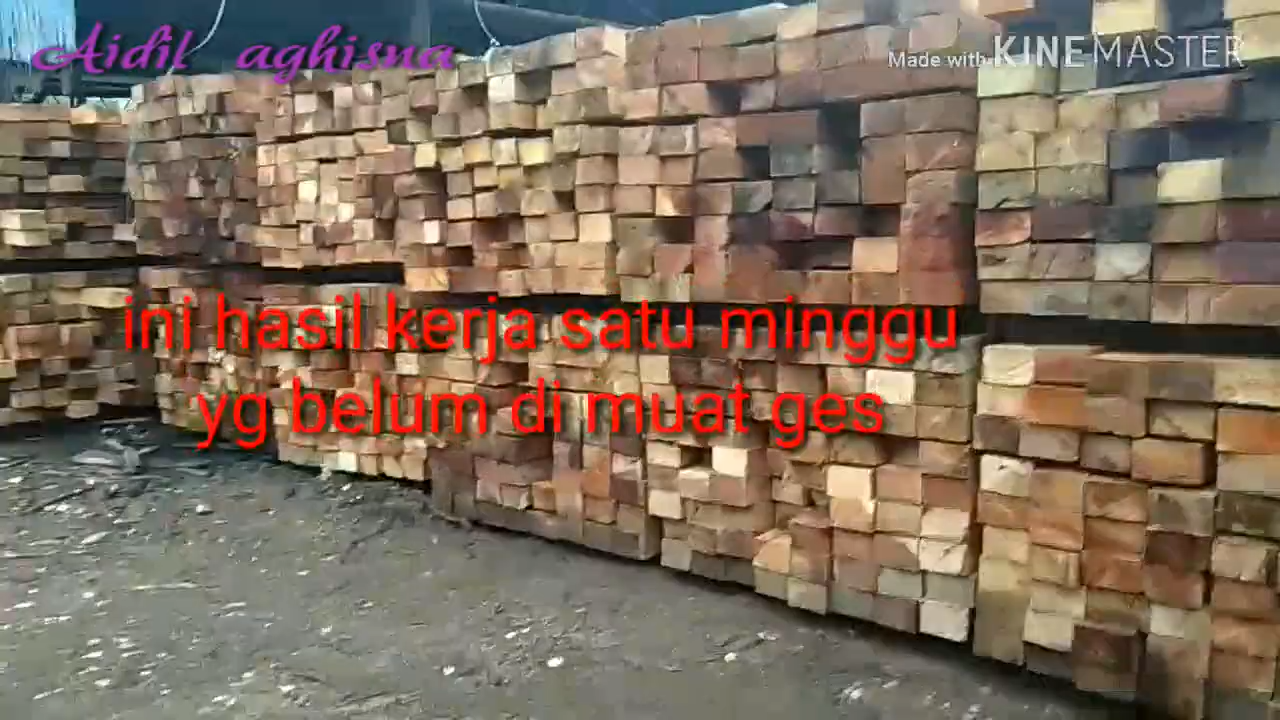 Aidil aghisna
Made with KINEMASTER
ini hasil kerja satu minggu
yg belum di muat ges